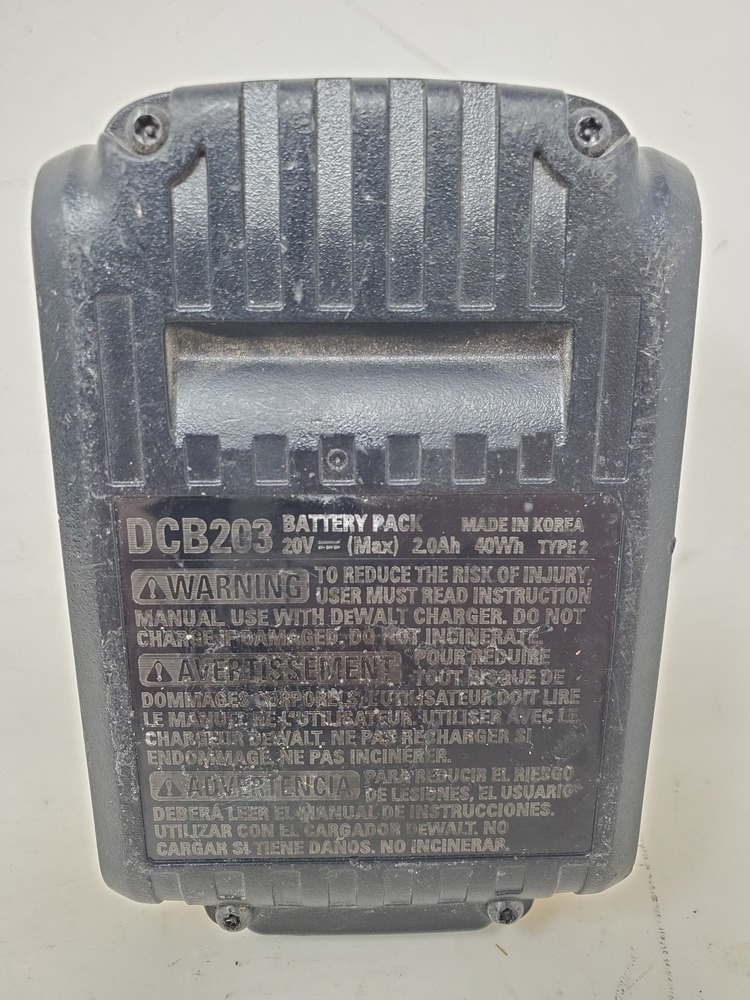 DCB203 BATTERY PACK MADE IN KOREA
20V ⎓ (Max) 2.0Ah 40Wh TYPE 2
WARNING TO REDUCE THE RISK OF INJURY,
USER MUST READ INSTRUCTION
MANUAL. USE WITH DEWALT CHARGER. DO NOT
CHARGE IF DAMAGED. DO NOT INCINERATE.
AVERTISSEMENT POUR RÉDUIRE
TOUT RISQUE DE
DOMMAGES CORPORELS, L'UTILISATEUR DOIT LIRE
LE MANUEL DE L'UTILISATEUR. UTILISER AVEC LE
CHARGEUR DEWALT. NE PAS RECHARGER SI
ENDOMMAGÉ. NE PAS INCINÉRER.
ADVERTENCIA PARA REDUCIR EL RIESGO
DE LESIONES, EL USUARIO
DEBERÁ LEER EL MANUAL DE INSTRUCCIONES.
UTILIZAR CON EL CARGADOR DEWALT. NO
CARGAR SI TIENE DAÑOS. NO INCINERAR.